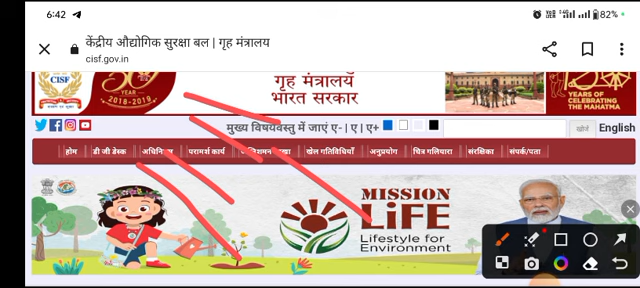 6:42
82%
केंद्रीय औद्योगिक सुरक्षा बल | गृह मंत्रालय
cisf.gov.in
CISF
2018-2019
गृह मंत्रालय
भारत सरकार
YEARS OF
CELEBRATING
THE MAHATMA
मुख्य विषयवस्तु में जाएं ए- | ए | ए+
खोजें
English
होम
डी जी डेस्क
परामर्श कार्य
खेल गतिविधियाँ
अनुप्रयोग
चित्र गलियारा
संरक्षिका
संपर्क/पता
MISSION
LiFE
Lifestyle for
Environment